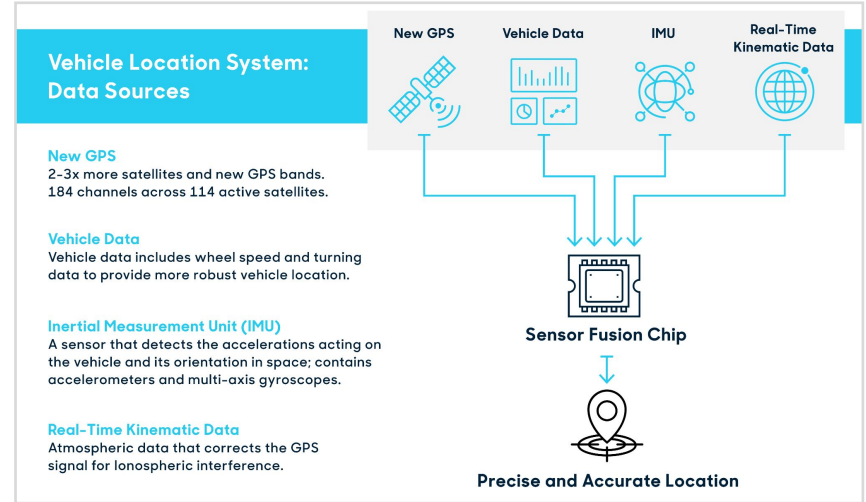 Vehicle Location System:
Data Sources
New GPS
Vehicle Data
IMU
Real-Time
Kinematic Data
New GPS
2-3x more satellites and new GPS bands.
184 channels across 114 active satellites.
Vehicle Data
Vehicle data includes wheel speed and turning
data to provide more robust vehicle location.
Inertial Measurement Unit (IMU)
A sensor that detects the accelerations acting on
the vehicle and its orientation in space; contains
accelerometers and multi-axis gyroscopes.
Real-Time Kinematic Data
Atmospheric data that corrects the GPS
signal for Ionospheric interference.
Sensor Fusion Chip
Precise and Accurate Location